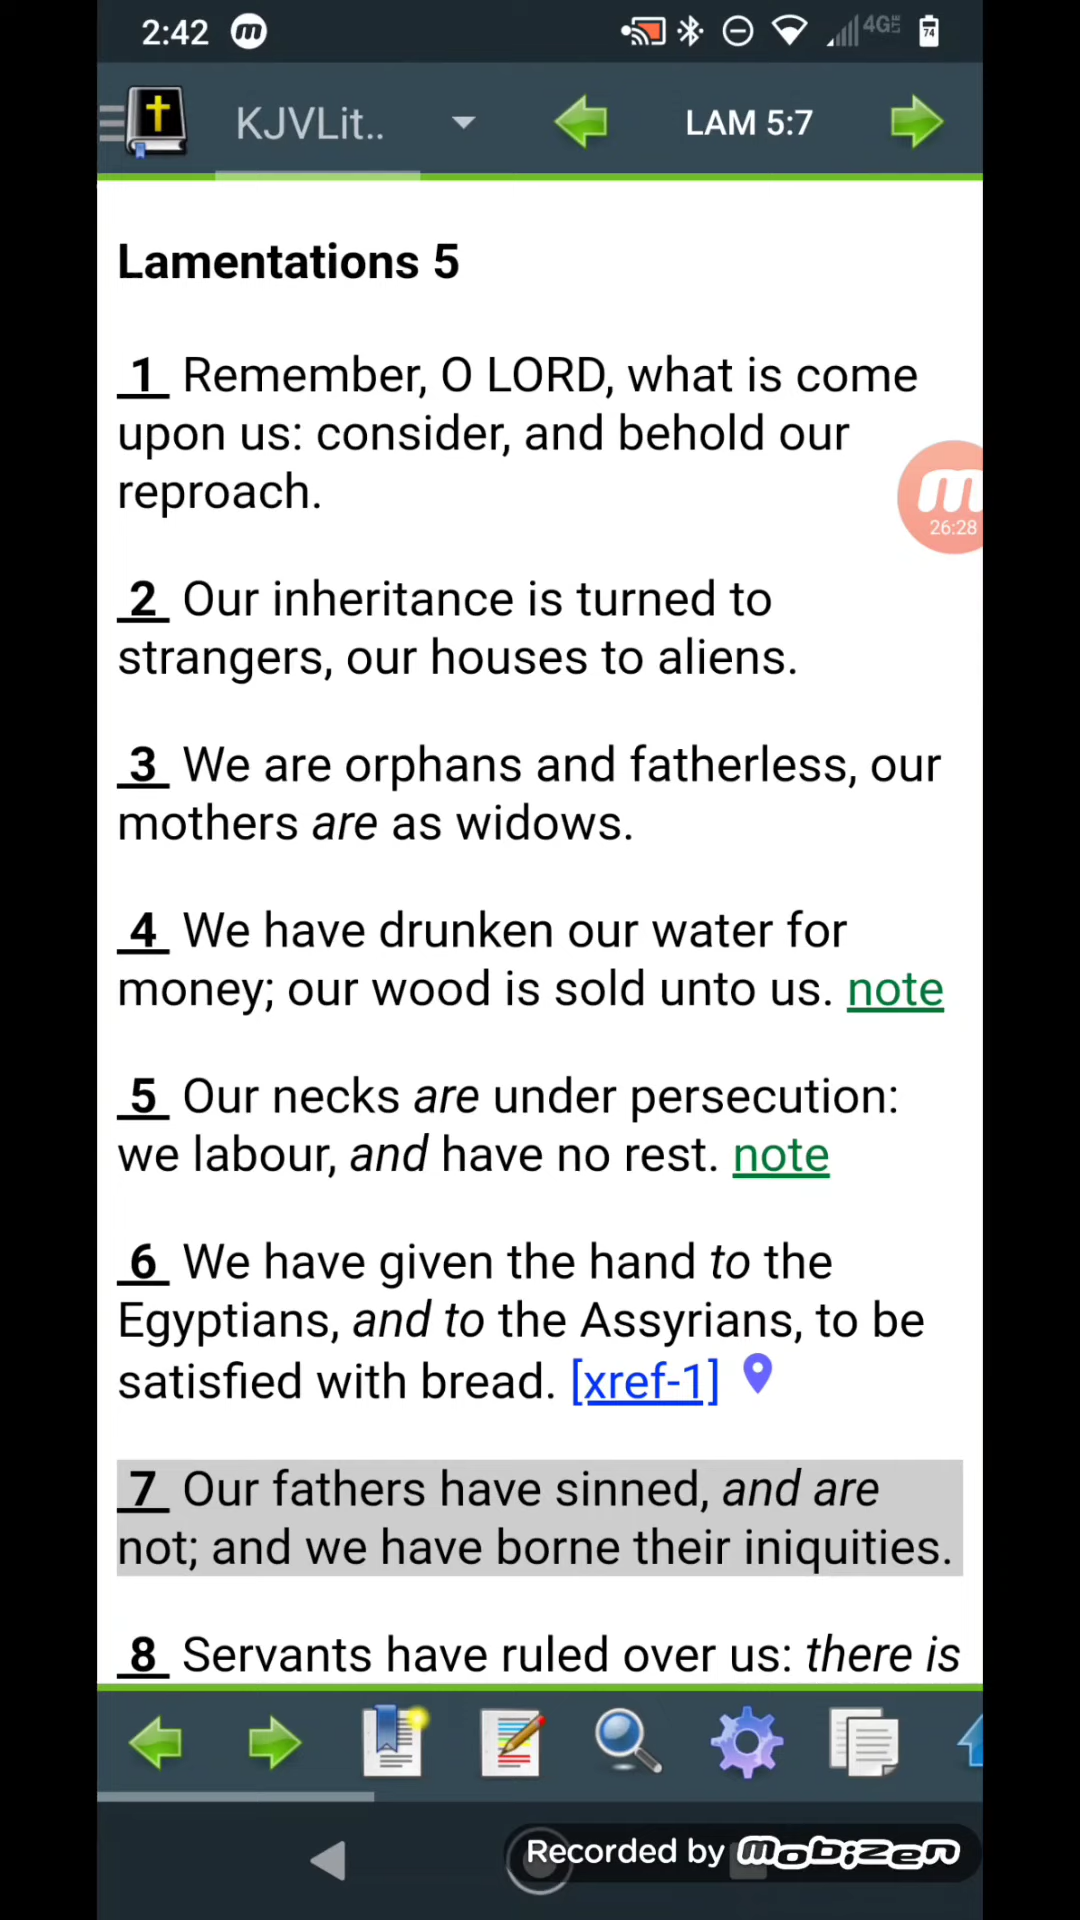 2:42 m 4GE 74
KJVLit.. LAM 5:7
Lamentations 5
1 Remember, O LORD, what is come
upon us: consider, and behold our
reproach.
m
26:28
2 Our inheritance is turned to
strangers, our houses to aliens.
3 We are orphans and fatherless, our
mothers are as widows.
4 We have drunken our water for
money; our wood is sold unto us. note
5 Our necks are under persecution:
we labour, and have no rest. note
6 We have given the hand to the
Egyptians, and to the Assyrians, to be
satisfied with bread. [xref-1]
7 Our fathers have sinned, and are
not; and we have borne their iniquities.
8 Servants have ruled over us: there is
Recorded by mobizen